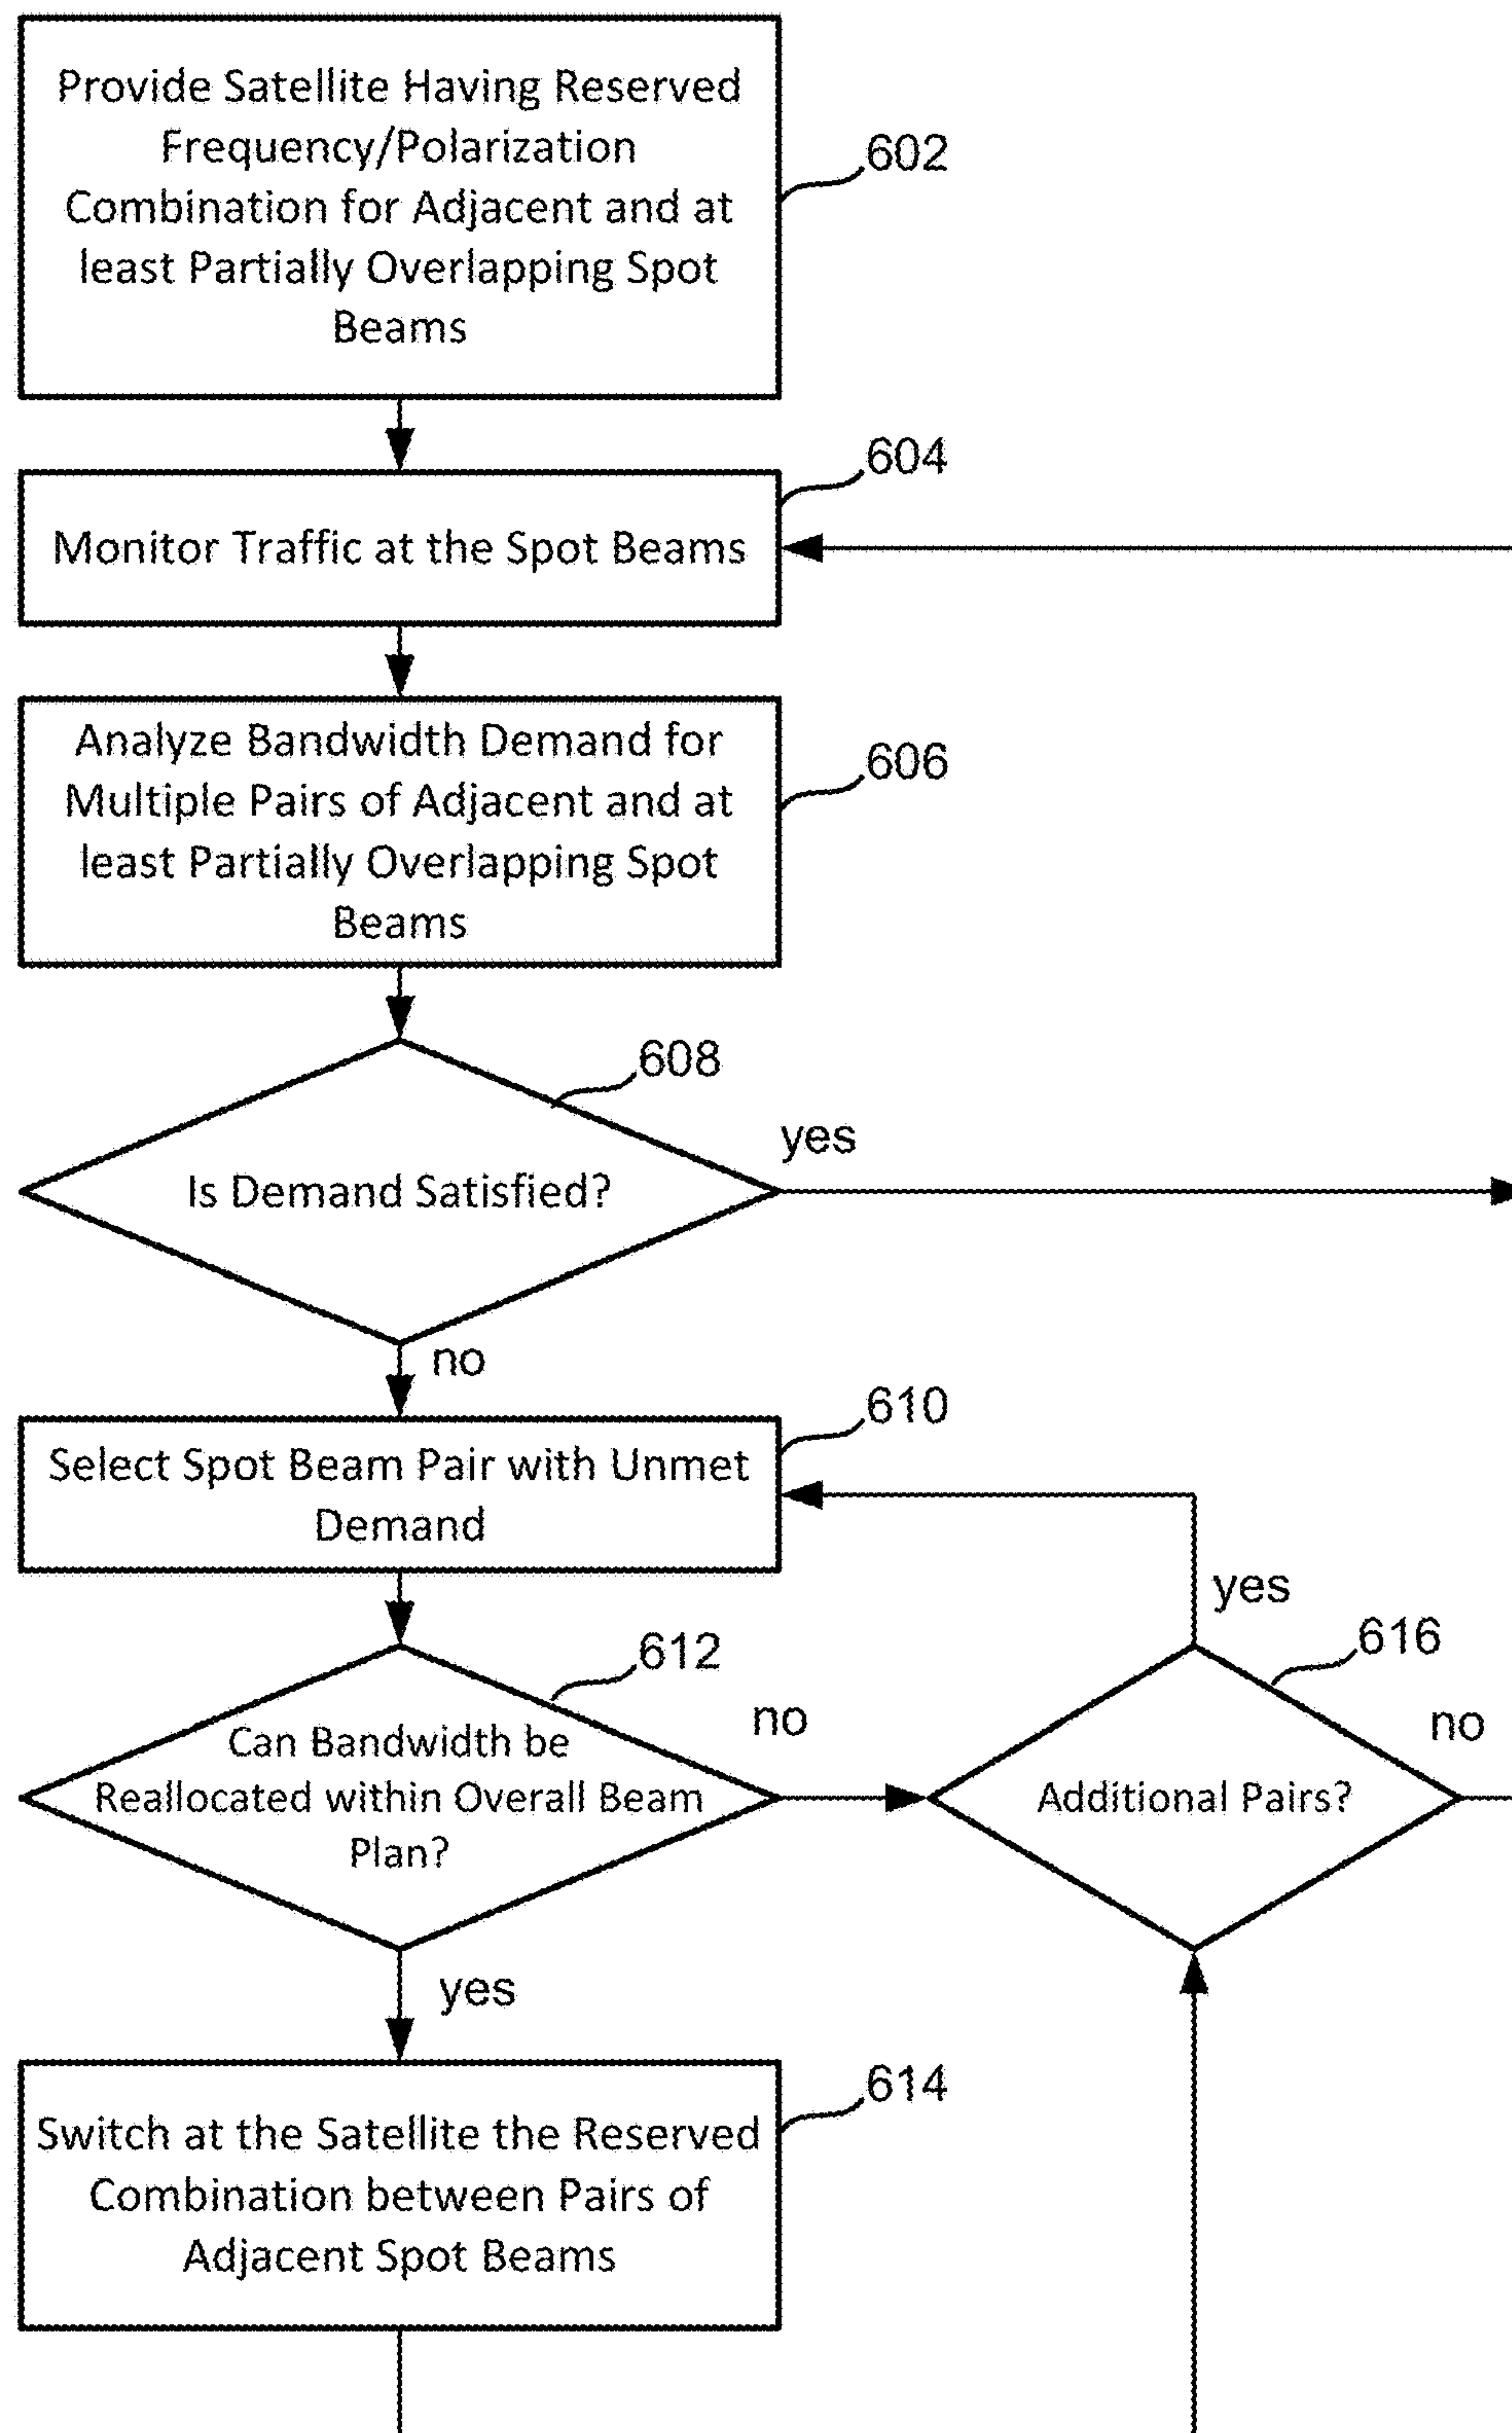 Provide Satellite Having Reserved
Frequency/Polarization
Combination for Adjacent and at
least Partially Overlapping Spot
Beams
602
604
Monitor Traffic at the Spot Beams
Analyze Bandwidth Demand for
Multiple Pairs of Adjacent and at
least Partially Overlapping Spot
Beams
606
608
yes
Is Demand Satisfied?
no
610
Select Spot Beam Pair with Unmet
Demand
yes
612
616
no
no
Can Bandwidth be
Reallocated within Overall Beam
Plan?
Additional Pairs?
yes
614
Switch at the Satellite the Reserved
Combination between Pairs of
Adjacent Spot Beams